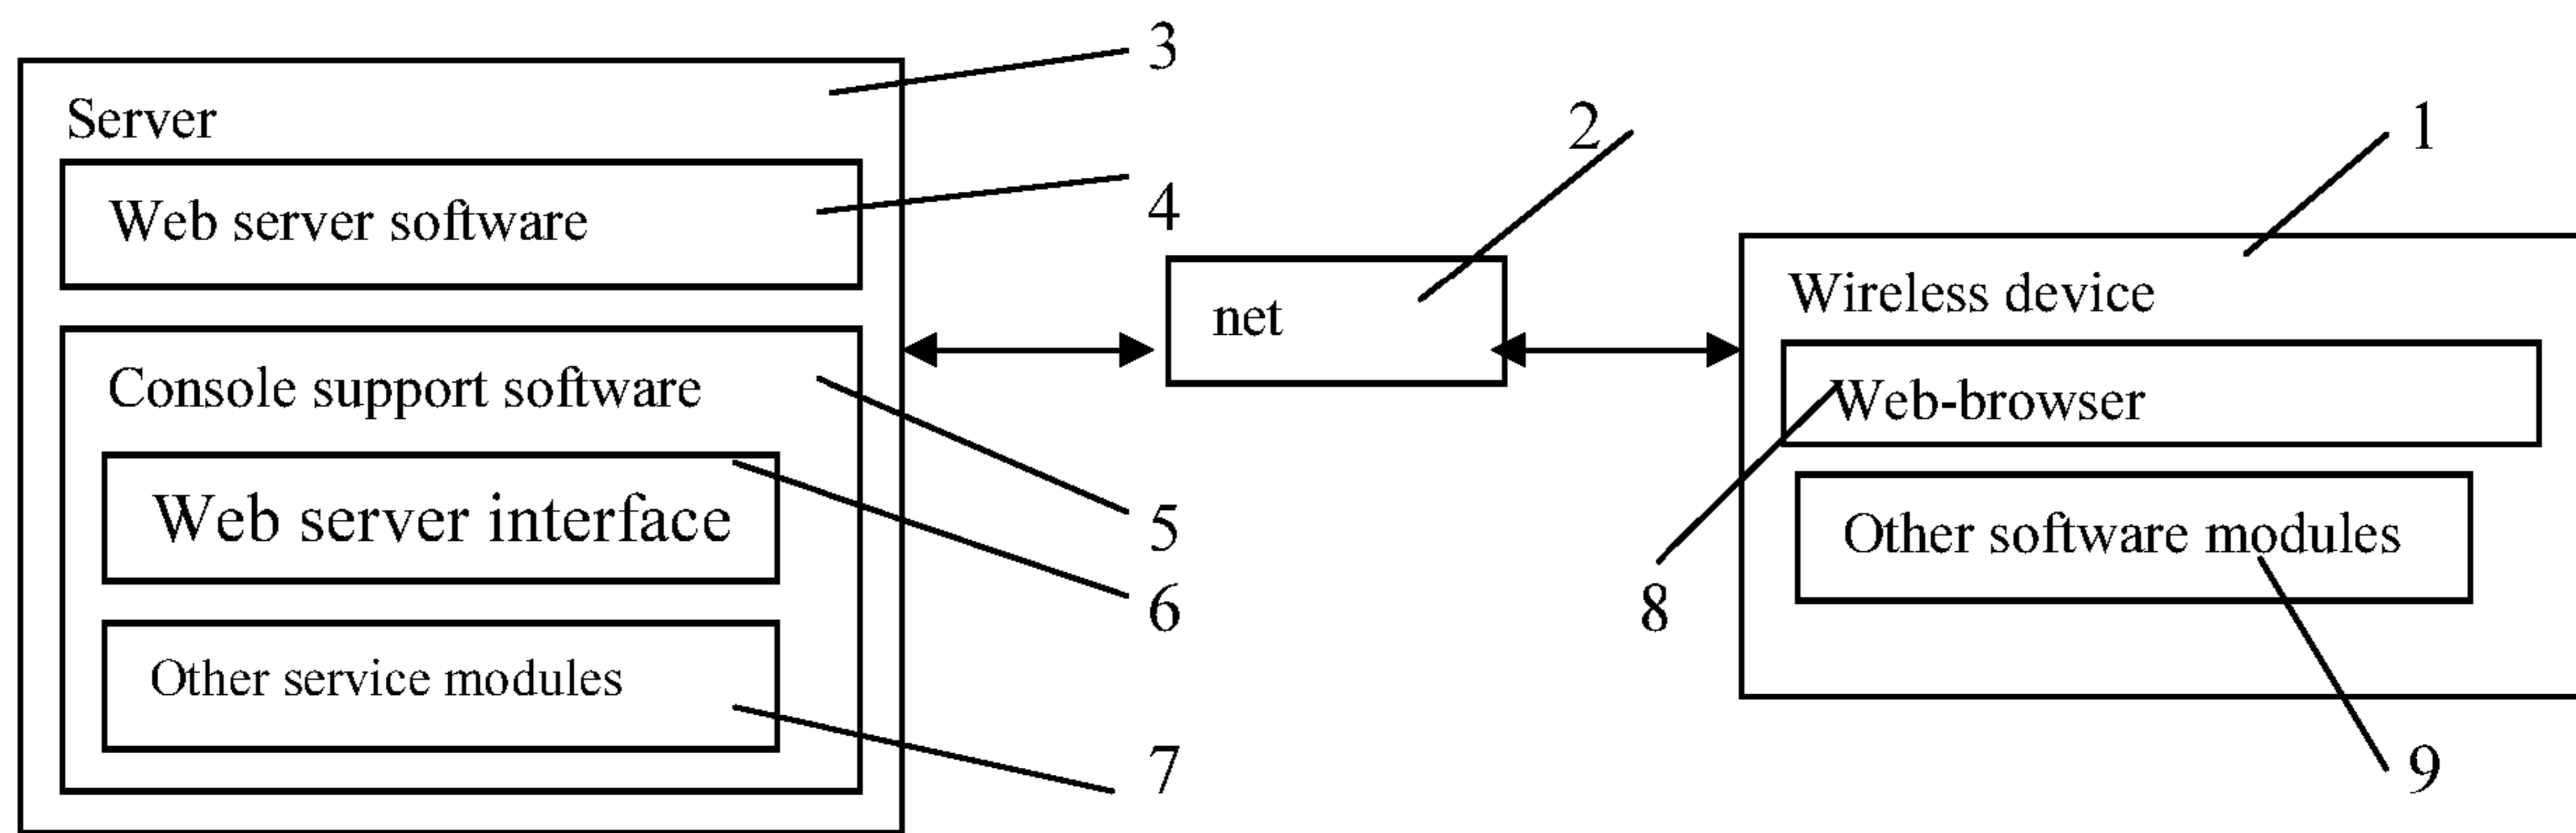 3
Server
Web server software
4
Console support software
5
Web server interface
6
Other service modules
7
2
net
1
Wireless device
Web-browser
8
Other software modules
9